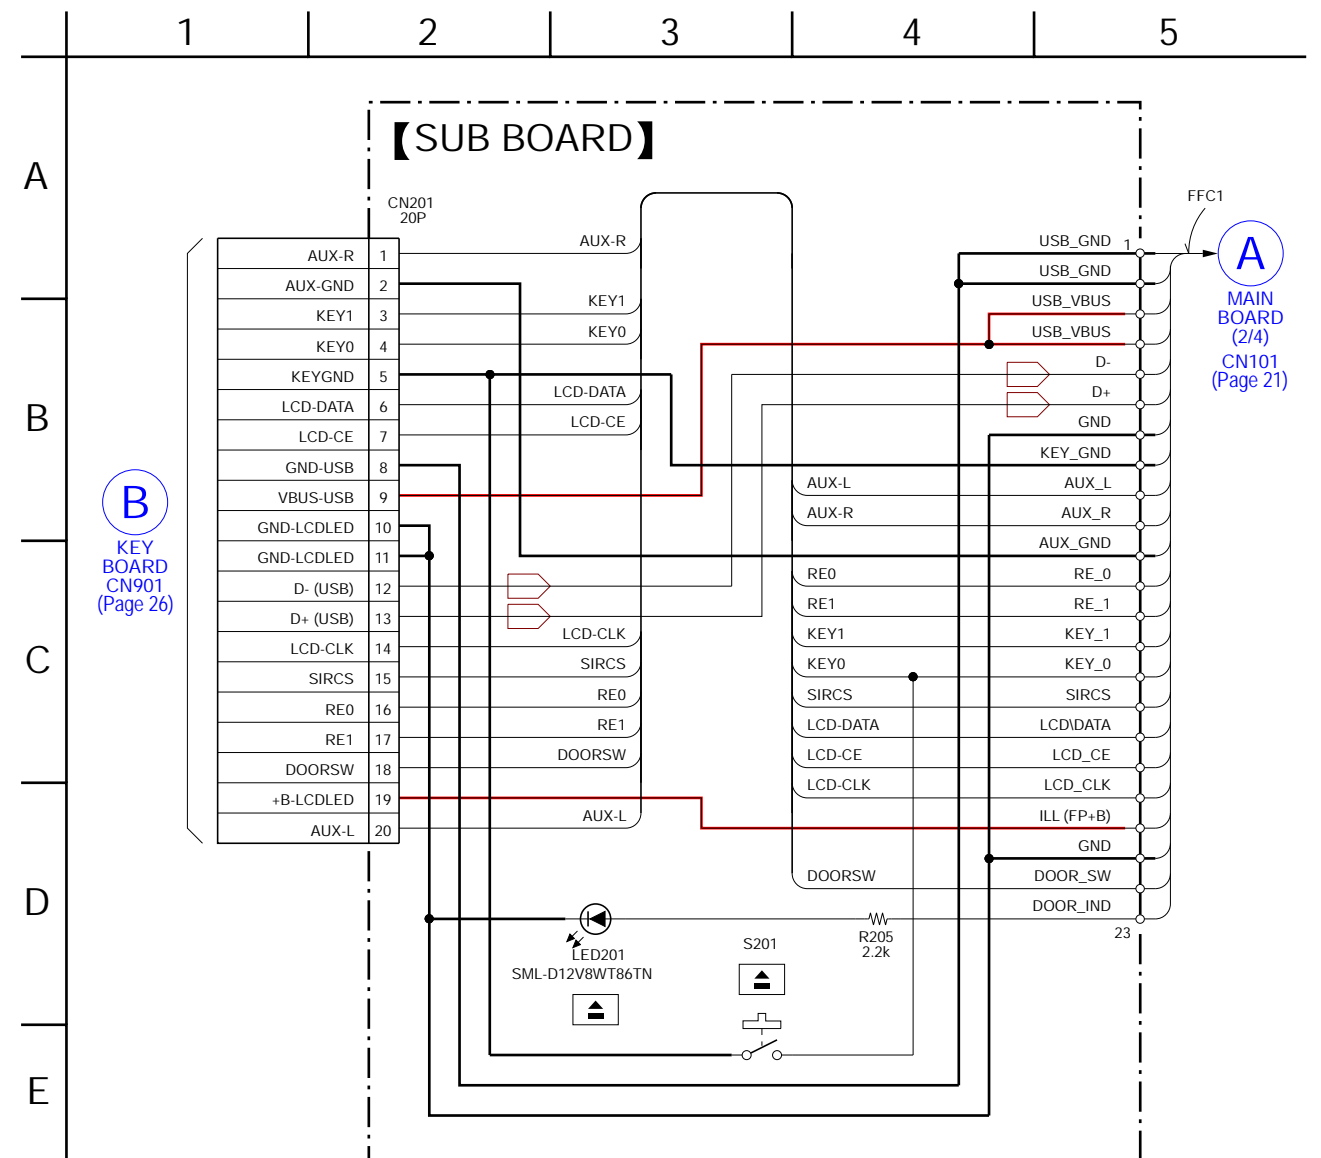 1 2 3 4 5
A
B
C
D
E
【SUB BOARD】
CN201
20P
AUX-R 1
AUX-GND 2
KEY1 3
KEY0 4
KEYGND 5
LCD-DATA 6
LCD-CE 7
GND-USB 8
VBUS-USB 9
GND-LCDLED 10
GND-LCDLED 11
D- (USB) 12
D+ (USB) 13
LCD-CLK 14
SIRCS 15
RE0 16
RE1 17
DOORSW 18
+B-LCDLED 19
AUX-L 20
B
KEY
BOARD
CN901
(Page 26)
AUX-R
KEY1
KEY0
LCD-DATA
LCD-CE
LCD-CLK
SIRCS
RE0
RE1
DOORSW
AUX-L
AUX-L
AUX-R
RE0
RE1
KEY1
KEY0
SIRCS
LCD-DATA
LCD-CE
LCD-CLK
DOORSW
USB_GND 1
USB_GND
USB_VBUS
USB_VBUS
D-
D+
GND
KEY_GND
AUX_L
AUX_R
AUX_GND
RE_0
RE_1
KEY_1
KEY_0
SIRCS
LCD\DATA
LCD_CE
LCD_CLK
ILL (FP+B)
GND
DOOR_SW
DOOR_IND
23
FFC1
A
MAIN
BOARD
(2/4)
CN101
(Page 21)
LED201
SML-D12V8WT86TN
S201
R205
2.2k